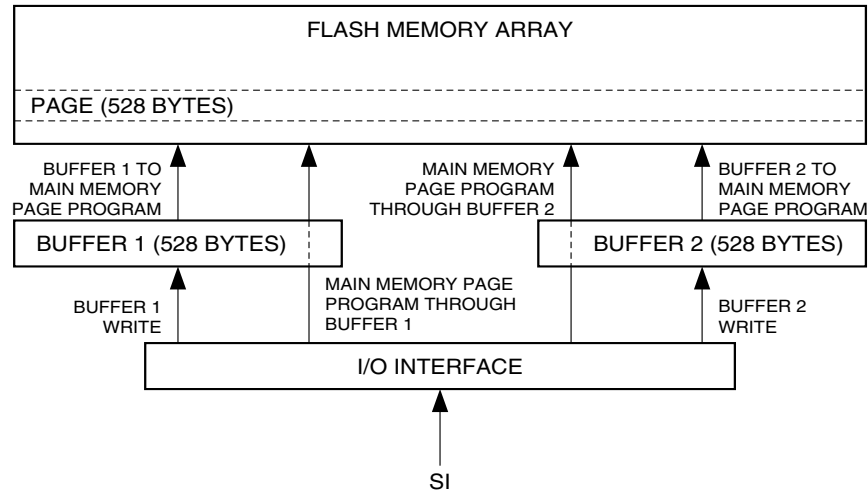 FLASH MEMORY ARRAY
PAGE (528 BYTES)
BUFFER 1 TO
MAIN MEMORY
PAGE PROGRAM
MAIN MEMORY
PAGE PROGRAM
THROUGH BUFFER 2
BUFFER 2 TO
MAIN MEMORY
PAGE PROGRAM
BUFFER 1 (528 BYTES)
BUFFER 2 (528 BYTES)
BUFFER 1
WRITE
MAIN MEMORY PAGE
PROGRAM THROUGH
BUFFER 1
BUFFER 2
WRITE
I/O INTERFACE
SI